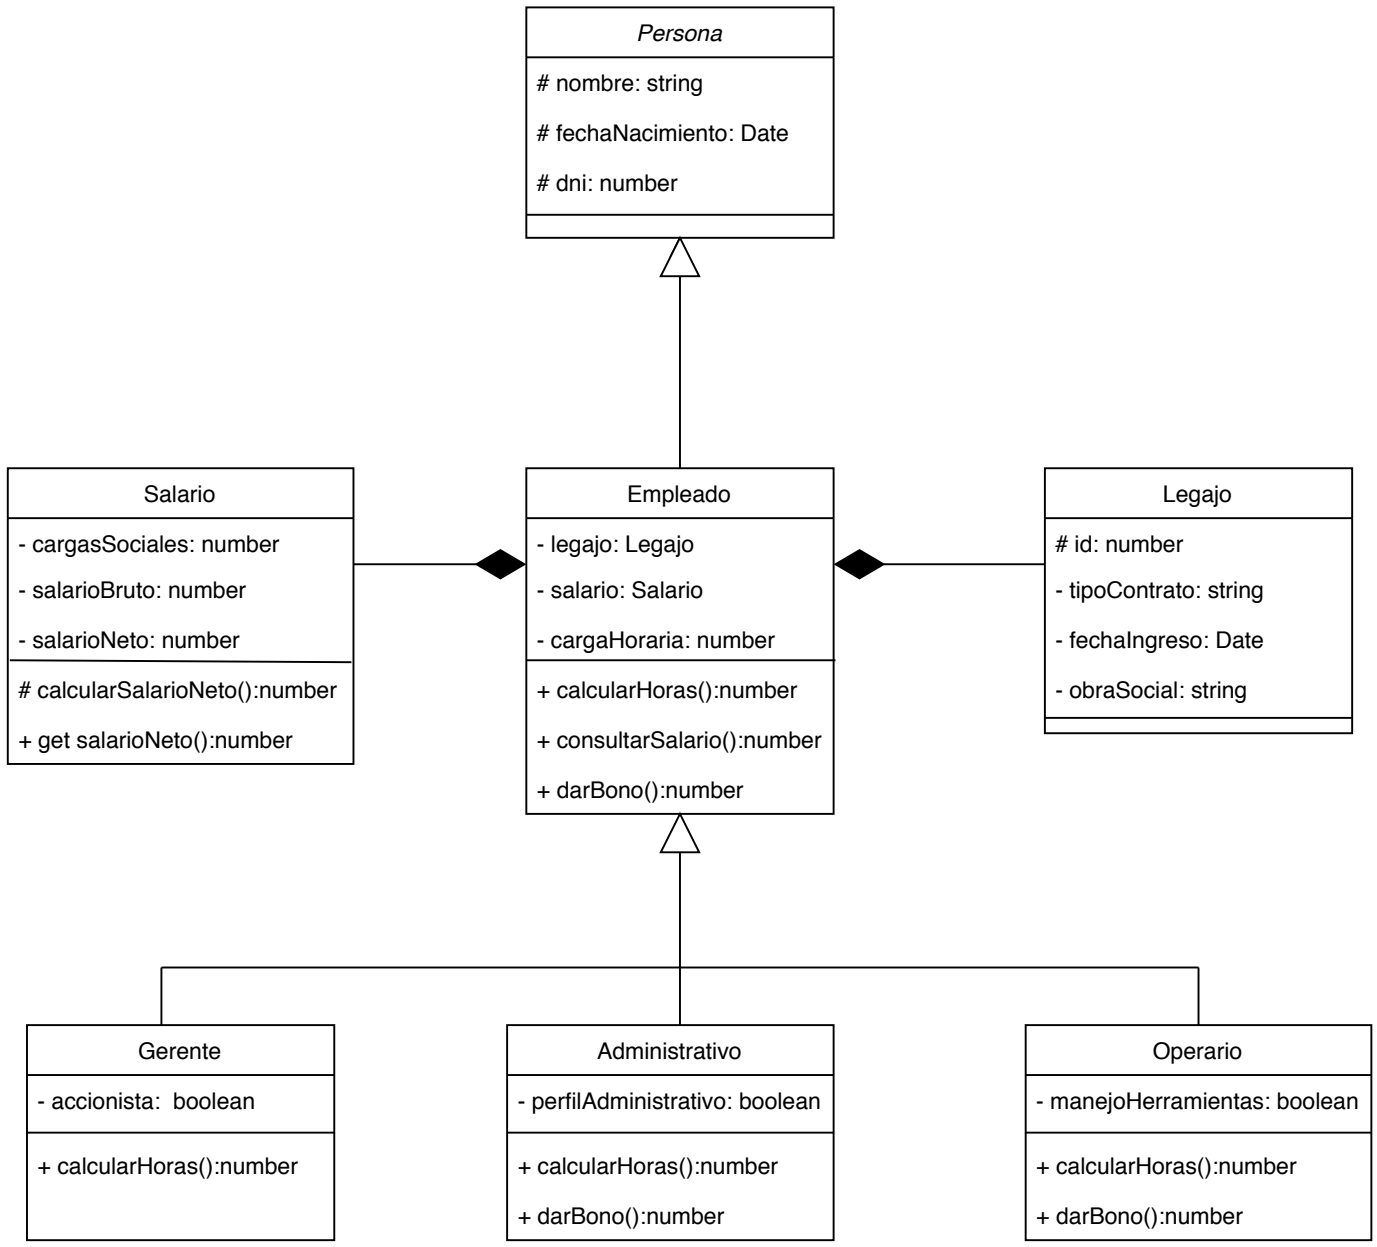 Persona
# nombre: string
# fechaNacimiento: Date
# dni: number
Salario
- cargasSociales: number
- salarioBruto: number
- salarioNeto: number
# calcularSalarioNeto():number
+ get salarioNeto():number
Empleado
- legajo: Legajo
- salario: Salario
- cargaHoraria: number
+ calcularHoras():number
+ consultarSalario():number
+ darBono():number
Legajo
# id: number
- tipoContrato: string
- fechaIngreso: Date
- obraSocial: string
Gerente
- accionista:  boolean
+ calcularHoras():number
Administrativo
- perfilAdministrativo: boolean
+ calcularHoras():number
+ darBono():number
Operario
- manejoHerramientas: boolean
+ calcularHoras():number
+ darBono():number